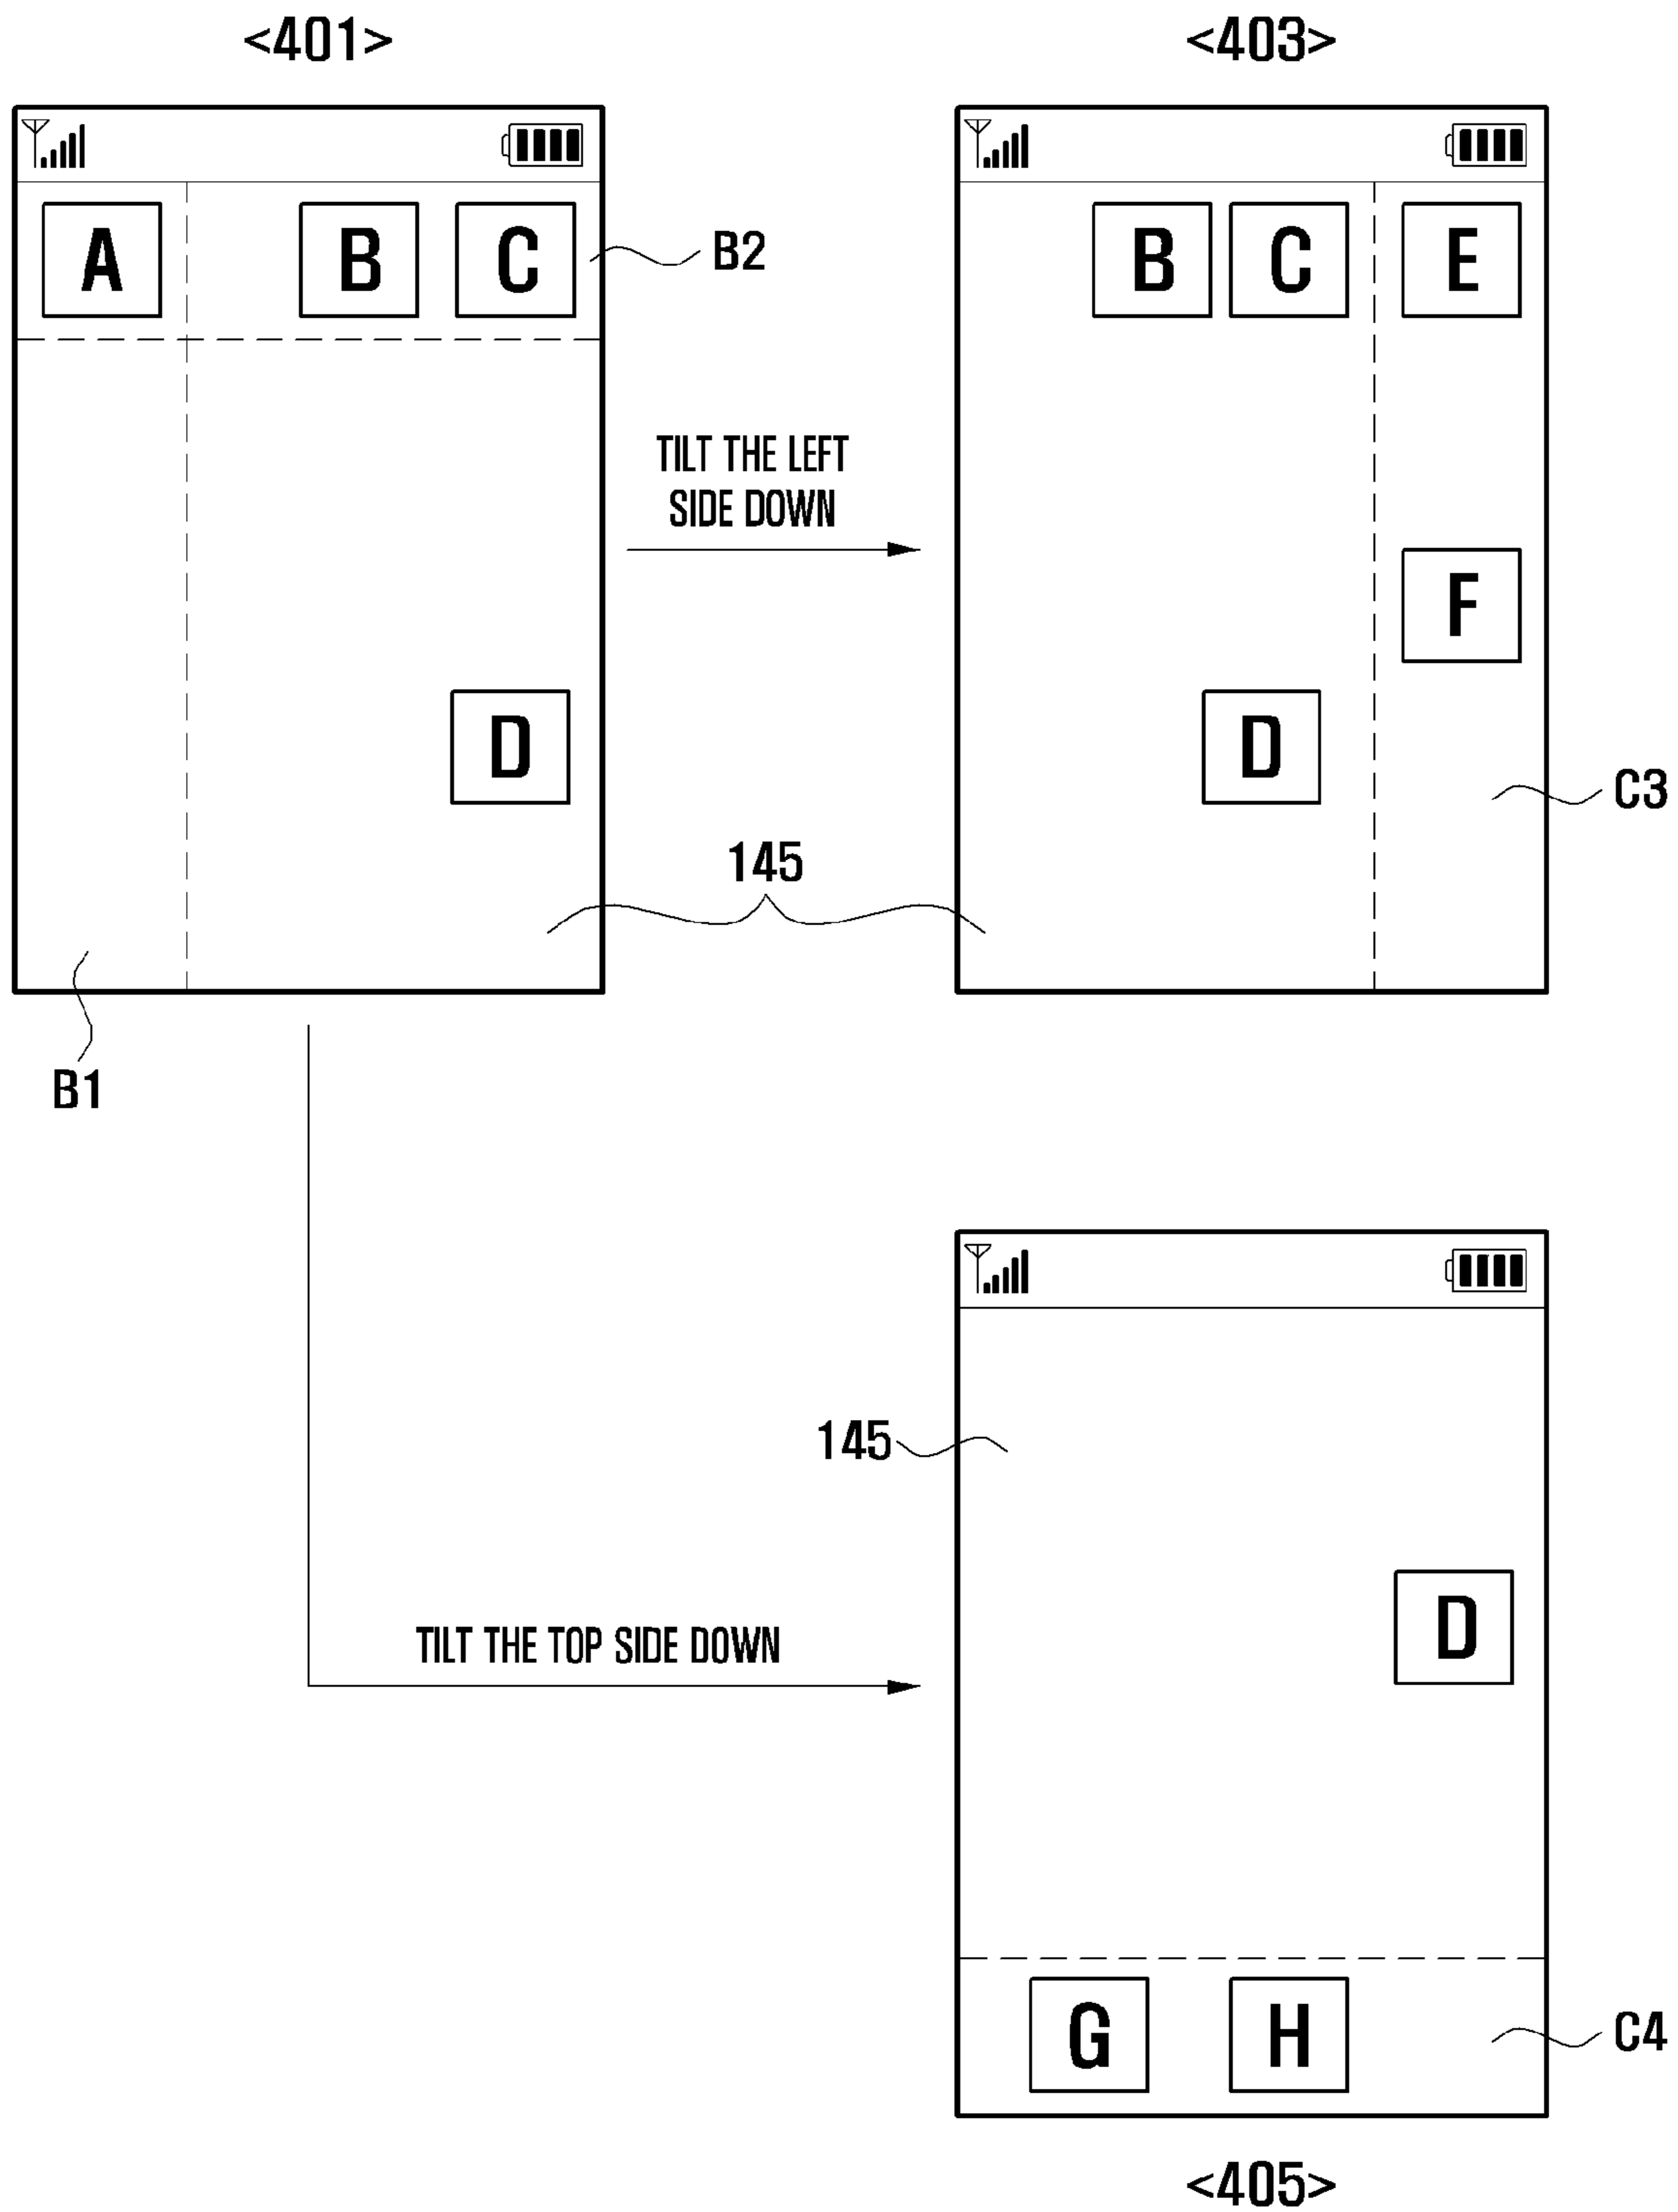 <401>
<403>
A
B
C
B2
B
C
E
TILT THE LEFT
SIDE DOWN
F
D
D
C3
145
B1
145
D
TILT THE TOP SIDE DOWN
G
H
C4
<405>